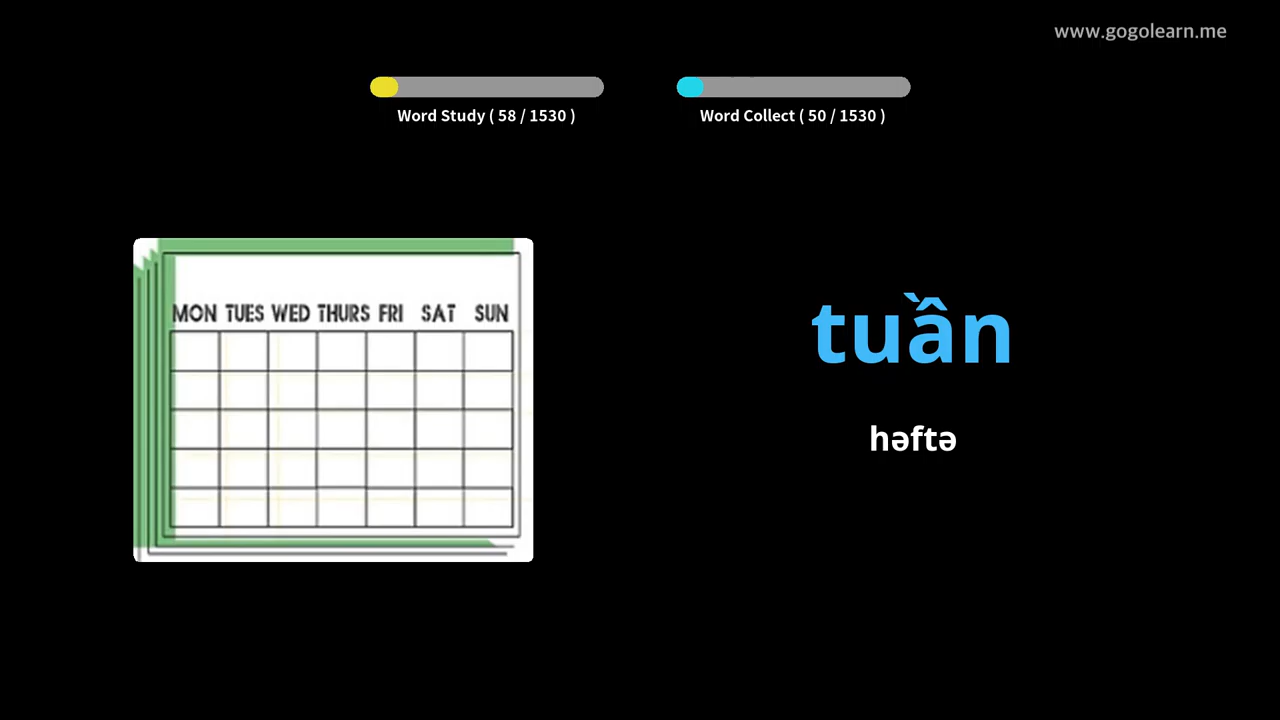 www.gogolearn.me
Word Study ( 58 / 1530 )
Word Collect ( 50 / 1530 )
MON TUES WED THURS FRI SAT SUN
tuần
həftə